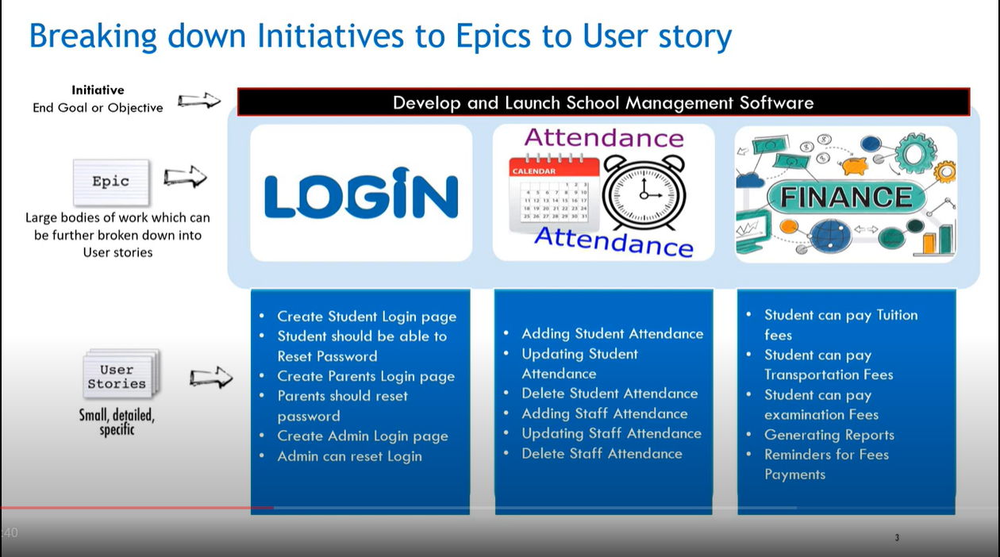 Breaking down Initiatives to Epics to User story
Initiative
End Goal or Objective
Develop and Launch School Management Software
Epic
Large bodies of work which can
be further broken down into
User stories
LOGiN
Attendance
CALENDAR
1 2 3
4 5 6 7 8 9 10
11 12 13 14 15 16 17
18 19 20 21 22 23 24
25 26 27 28 29 30 31
Attendance
FINANCE
User
Stories
Small, detailed,
specific
• Create Student Login page
• Student should be able to
Reset Password
• Create Parents Login page
• Parents should reset
password
• Create Admin Login page
• Admin can reset Login
• Adding Student Attendance
• Updating Student
Attendance
• Delete Student Attendance
• Adding Staff Attendance
• Updating Staff Attendance
• Delete Staff Attendance
• Student can pay Tuition
fees
• Student can pay
Transportation Fees
• Student can pay
examination Fees
• Generating Reports
• Reminders for Fees
Payments
:40
3